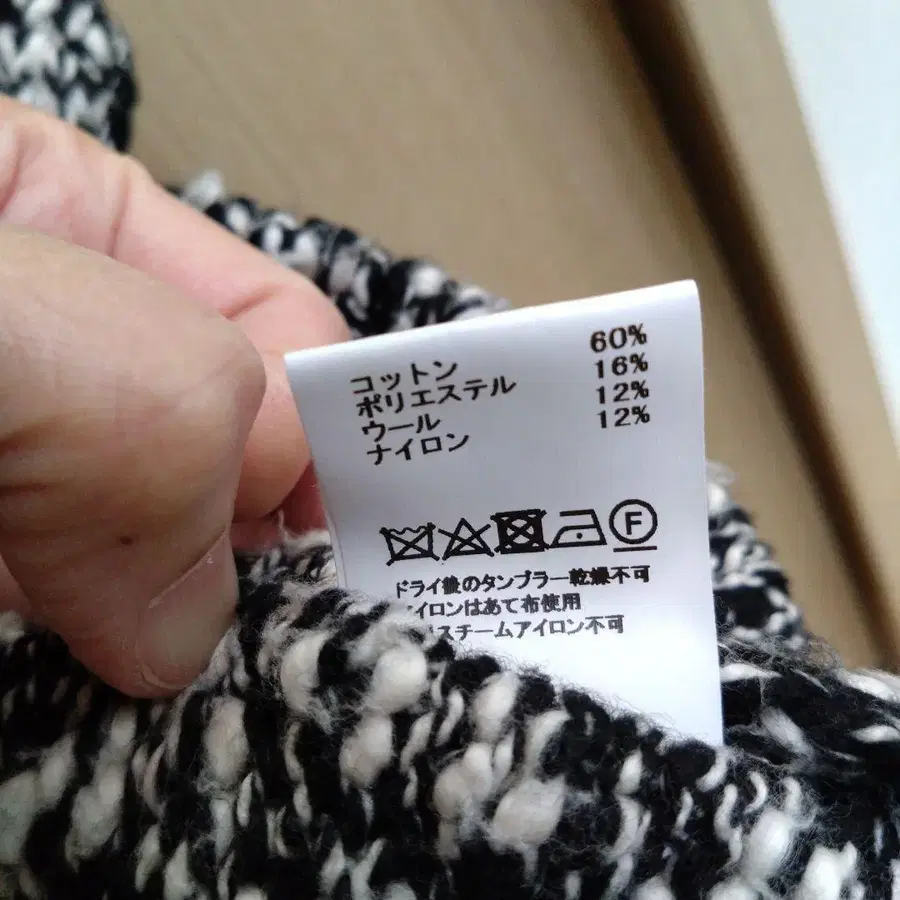 コットン 60%
ポリエステル 16%
ウール 12%
ナイロン 12%
F
ドライ後のタンブラー乾燥不可
イロンはあて布使用
スチームアイロン不可